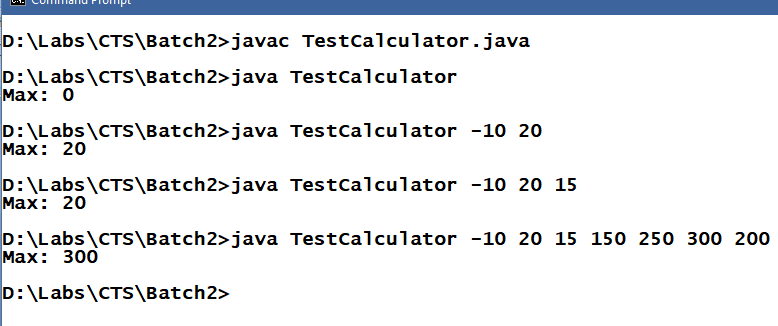 Command Prompt
D:\Labs\CTS\Batch2>javac TestCalculator.java
D:\Labs\CTS\Batch2>java TestCalculator
Max: 0
D:\Labs\CTS\Batch2>java TestCalculator -10 20
Max: 20
D:\Labs\CTS\Batch2>java TestCalculator -10 20 15
Max: 20
D:\Labs\CTS\Batch2>java TestCalculator -10 20 15 150 250 300 200
Max: 300
D:\Labs\CTS\Batch2>